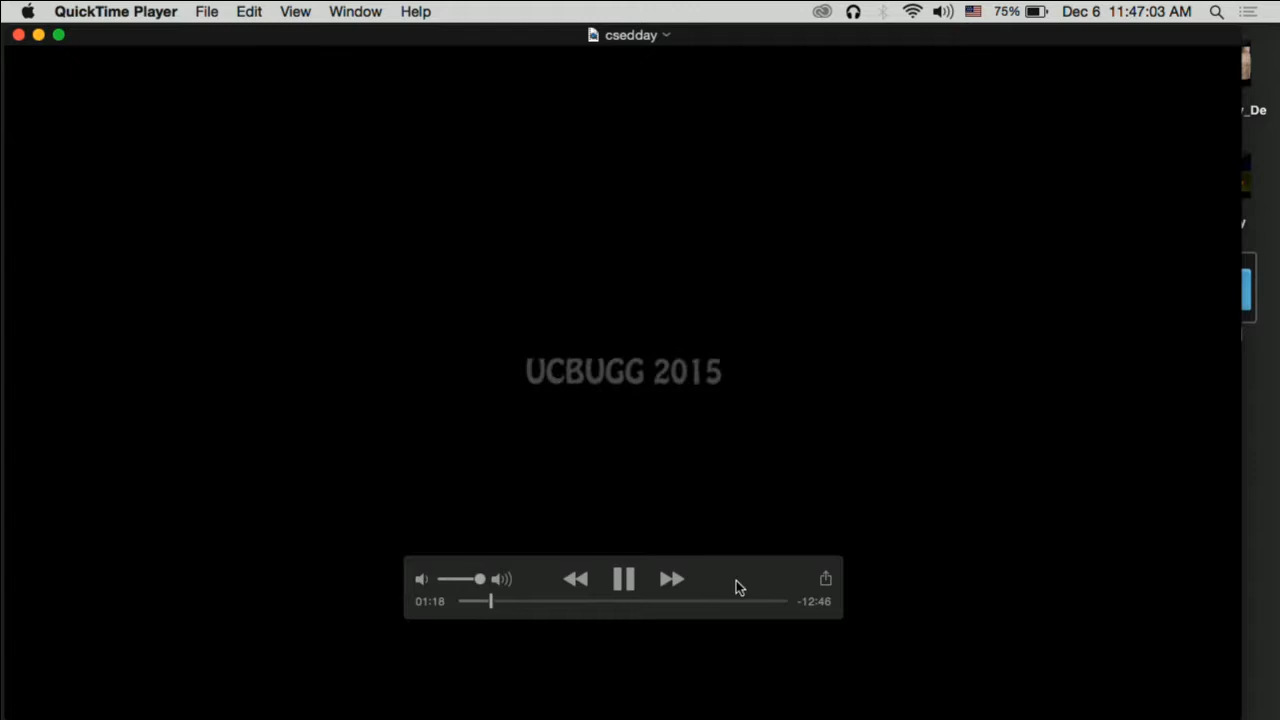 QuickTime Player File Edit View Window Help 75% Dec 6 11:47:03 AM
csedday
_De
y
UCBUGG 2015
01:18 -12:46